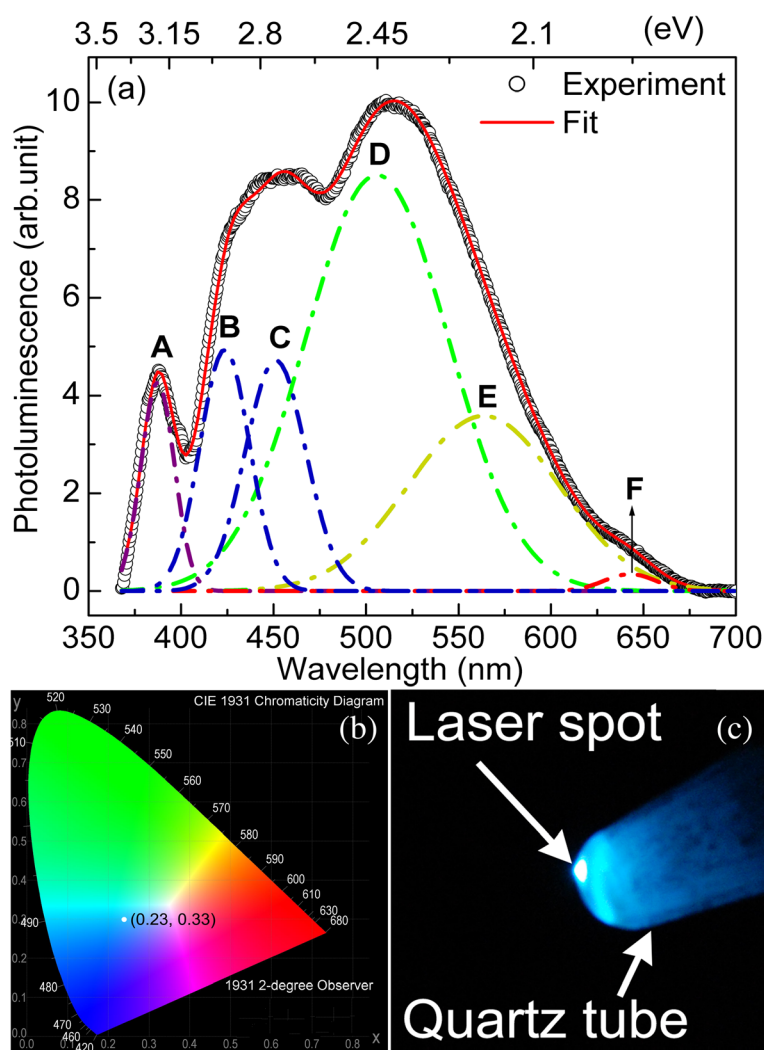 3.5 3.15 2.8 2.45 2.1 (eV)
(a)
Experiment
Fit
Photoluminescence (arb.unit)
10
8
6
4
2
0
A
B
C
D
E
F
350 400 450 500 550 600 650 700
Wavelength (nm)
y
CIE 1931 Chromaticity Diagram
(b)
520
530
540
550
560
570
580
590
600
610
630
680
510
490
480
470
460
420
0.8
0.7
0.6
0.5
0.4
0.3
0.2
0.1
0.0
(0.23, 0.33)
1931 2-degree Observer
0.0 0.1 0.2 0.3 0.4 0.5 0.6 0.7 0.8
x
Laser spot
(c)
Quartz tube